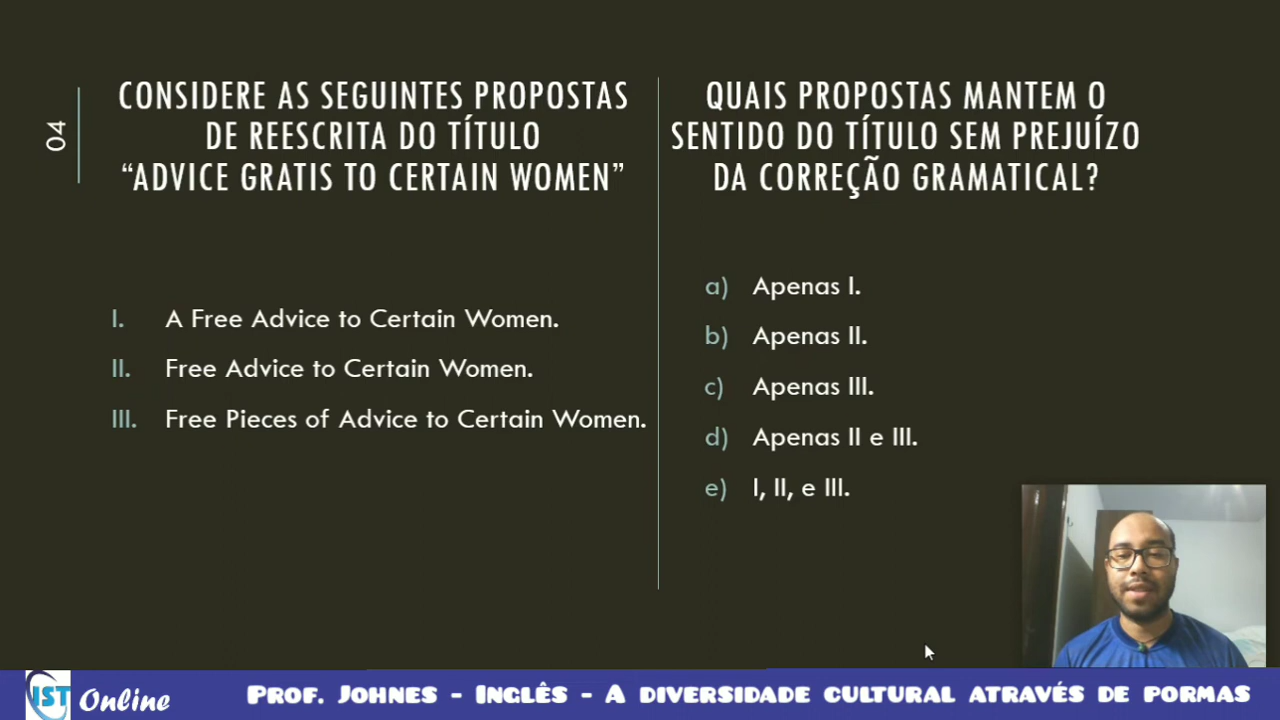 04
CONSIDERE AS SEGUINTES PROPOSTAS
DE REESCRITA DO TÍTULO
“ADVICE GRATIS TO CERTAIN WOMEN”
I. A Free Advice to Certain Women.
II. Free Advice to Certain Women.
III. Free Pieces of Advice to Certain Women.
QUAIS PROPOSTAS MANTEM O
SENTIDO DO TÍTULO SEM PREJUÍZO
DA CORREÇÃO GRAMATICAL?
a) Apenas I.
b) Apenas II.
c) Apenas III.
d) Apenas II e III.
e) I, II, e III.
IST Online
PROF. JOHNES - INGLÊS - A DIVERSIDADE CULTURAL ATRAVÉS DE PORMAS